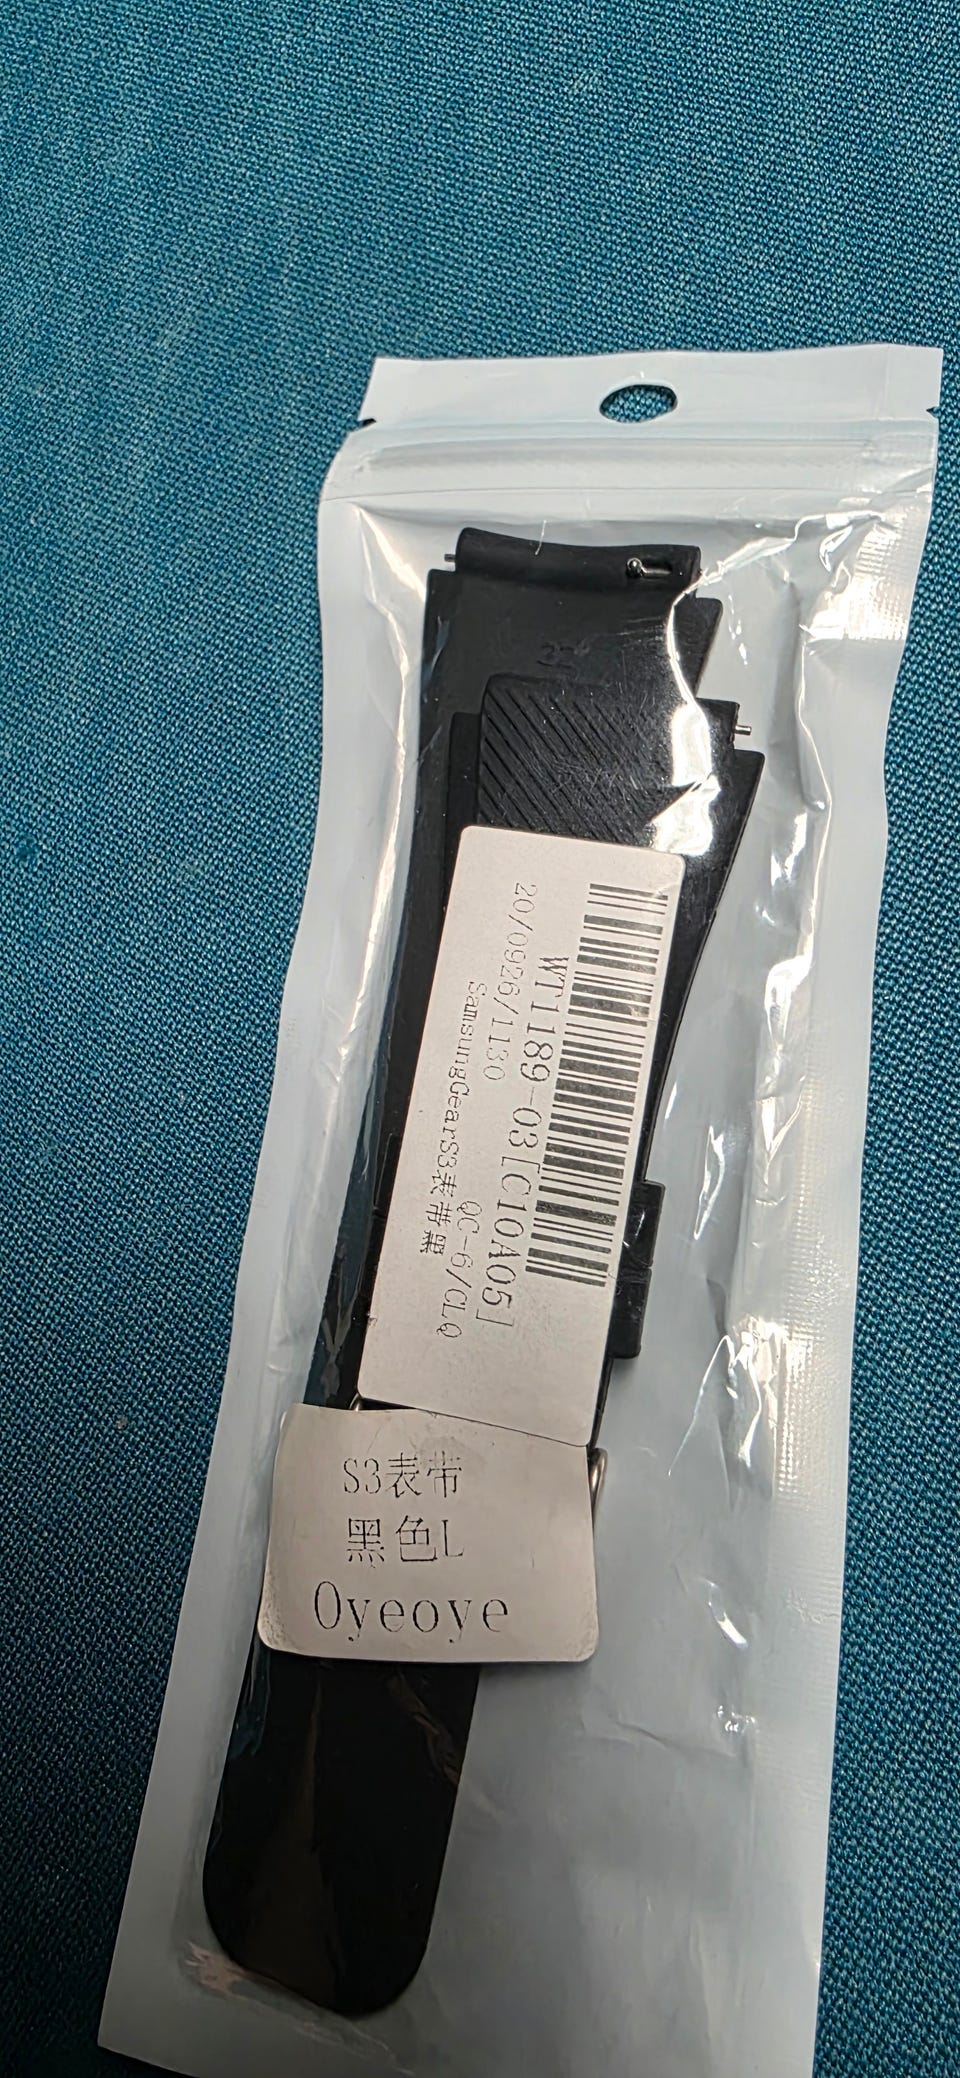 WT1189-03[C10A05]
20/0926/1130
QC-6/CLQ
SamsungGearS3表带黑
S3表带
黑色L
Oyeoye